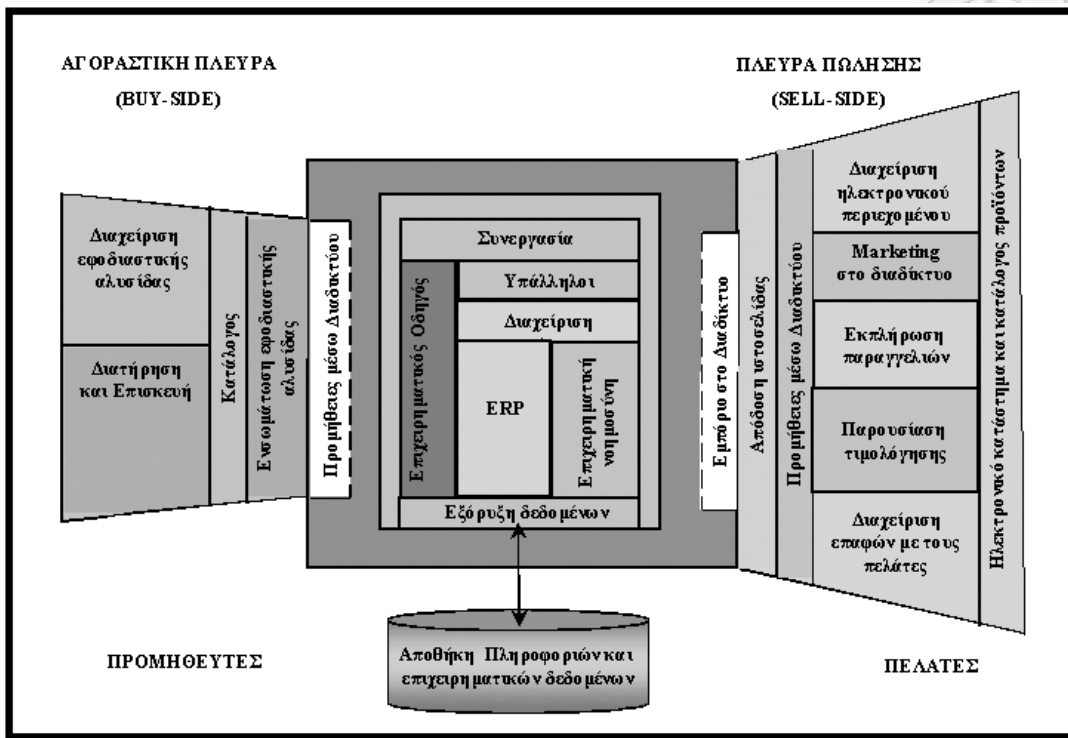 ΑΓΟΡΑΣΤΙΚΗ ΠΛΕΥΡΑ
(BUY-SIDE)
ΠΛΕΥΡΑ ΠΩΛΗΣΗΣ
(SELL-SIDE)
Διαχείριση
εφοδιαστικής
αλυσίδας
Διατήρηση
και Επισκευή
Κατάλογος
Ενσωμάτωση εφοδιαστικής
αλυσίδας
Προμήθειες μέσω Διαδικτύου
Συνεργασία
Επιχειρηματικός Οδηγός
Υπάλληλοι
Διαχείριση
ERP
Επιχειρηματική
νοημοσύνη
Εξόρυξη δεδομένων
Εμπόριο στο Διαδίκτυο
Απόδοση ιστοσελίδας
Προμήθειες μέσω Διαδικτύου
Διαχείριση
ηλεκτρονικού
περιεχομένου
Marketing
στο διαδίκτυο
Εκπλήρωση
παραγγελιών
Παρουσίαση
τιμολόγησης
Διαχείριση
επαφών με τους
πελάτες
Ηλεκτρονικό κατάστημα και κατάλογος προϊόντων
Αποθήκη Πληροφοριών και
επιχειρηματικών δεδομένων
ΠΡΟΜΗΘΕΥΤΕΣ
ΠΕΛΑΤΕΣ